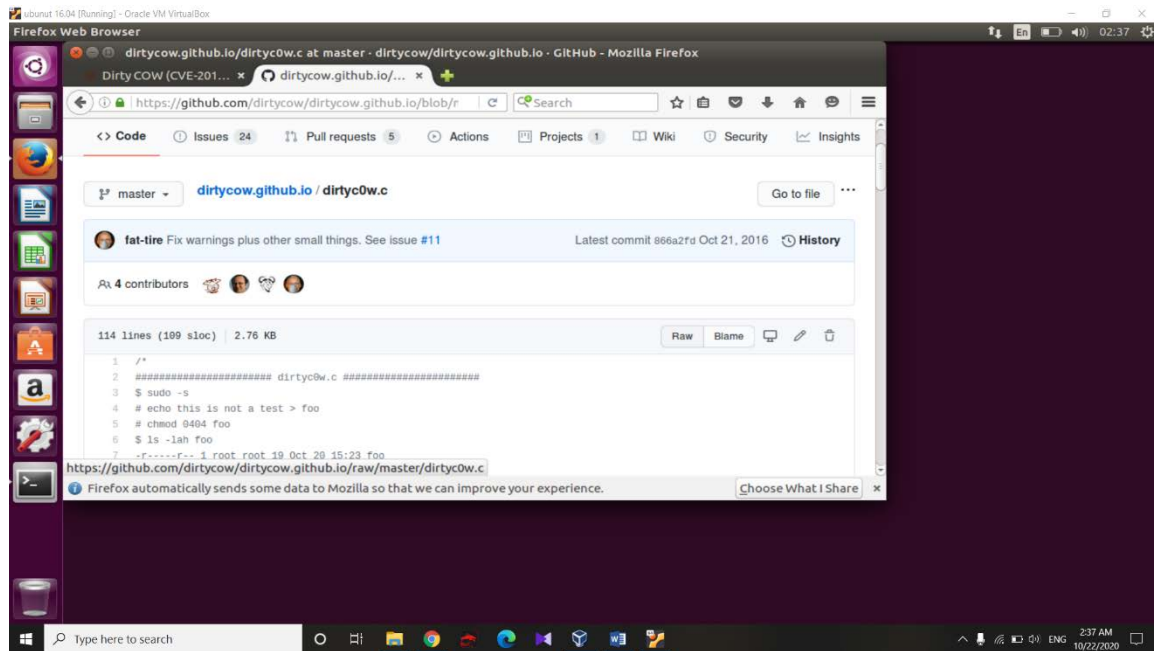 ubunut 16.04 [Running] - Oracle VM VirtualBox
Firefox Web Browser
En
02:37
dirtycow.github.io/dirtyc0w.c at master · dirtycow/dirtycow.github.io · GitHub - Mozilla Firefox
Dirty COW (CVE-201... ×
dirtycow.github.io/... ×
https://github.com/dirtycow/dirtycow.github.io/blob/r
Search
<> Code
Issues 24
Pull requests 5
Actions
Projects 1
Wiki
Security
Insights
master
dirtycow.github.io / dirtyc0w.c
Go to file
...
fat-tire Fix warnings plus other small things. See issue #11
Latest commit 866a2fd Oct 21, 2016
History
4 contributors
114 lines (109 sloc) | 2.76 KB
Raw
Blame
1 /*
2 ####################### dirtyc0w.c #######################
3 $ sudo -s
4 # echo this is not a test > foo
5 # chmod 0404 foo
6 $ ls -lah foo
7 -r-----r-- 1 root root 19 Oct 20 15:23 foo
https://github.com/dirtycow/dirtycow.github.io/raw/master/dirtyc0w.c
Firefox automatically sends some data to Mozilla so that we can improve your experience.
Choose What I Share ×
Type here to search
ENG
2:37 AM
10/22/2020